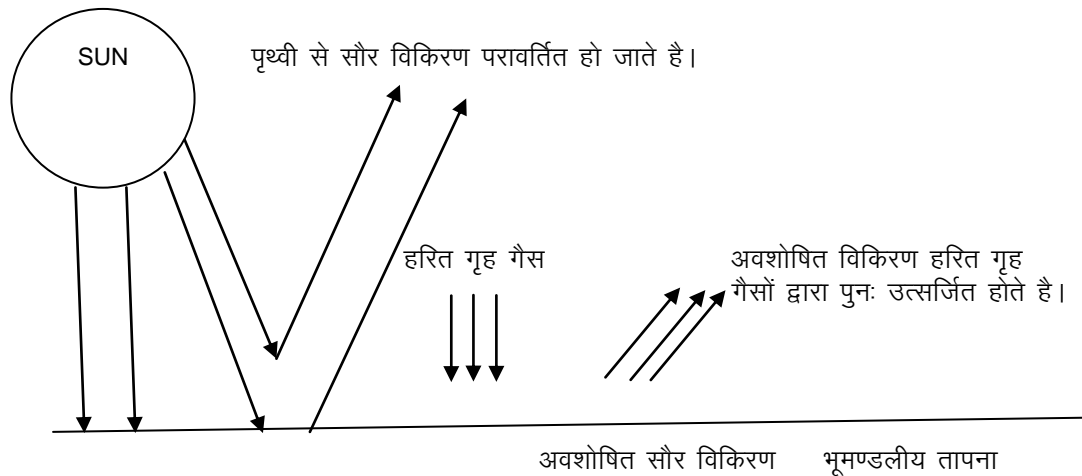 SUN
पृथ्वी से सौर विकिरण परावर्तित हो जाते है।
हरित गृह गैस
अवशोषित विकिरण हरित गृह
गैसों द्वारा पुनः उत्सर्जित होते है।
अवशोषित सौर विकिरण भूमण्डलीय तापना